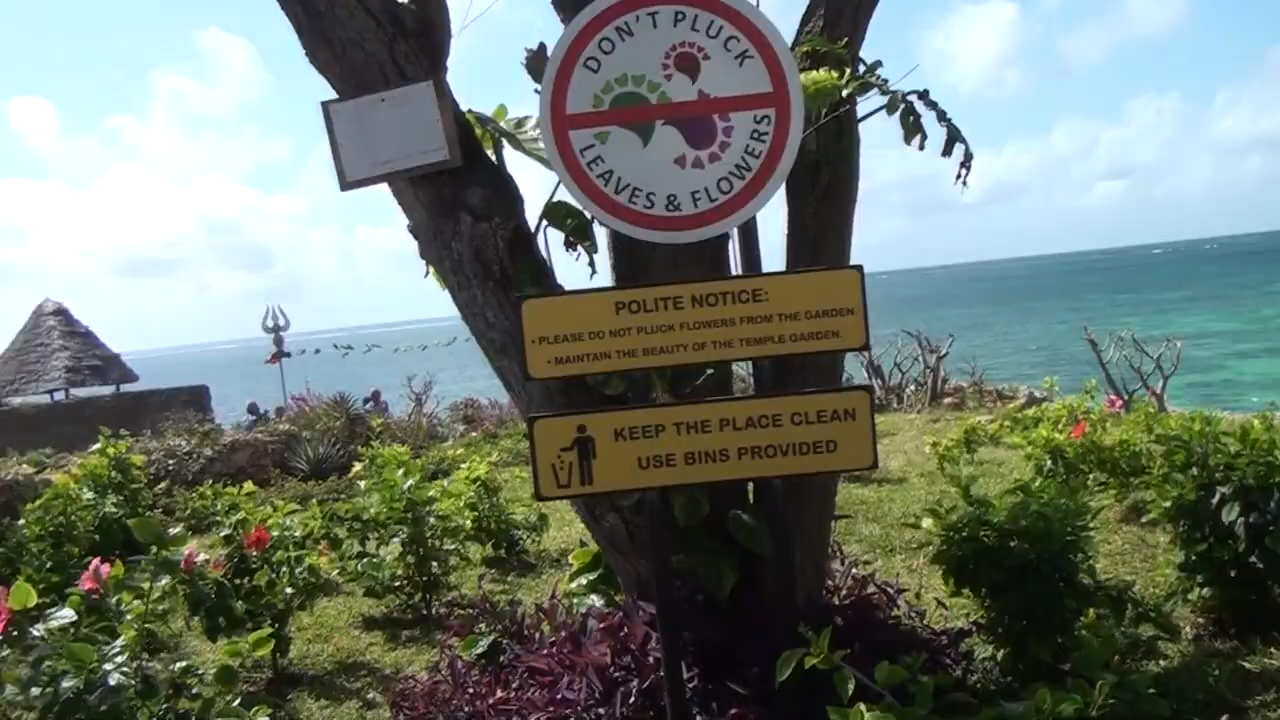 DON'T PLUCK
LEAVES & FLOWERS
POLITE NOTICE:
• PLEASE DO NOT PLUCK FLOWERS FROM THE GARDEN.
• MAINTAIN THE BEAUTY OF THE TEMPLE GARDEN.
KEEP THE PLACE CLEAN
USE BINS PROVIDED